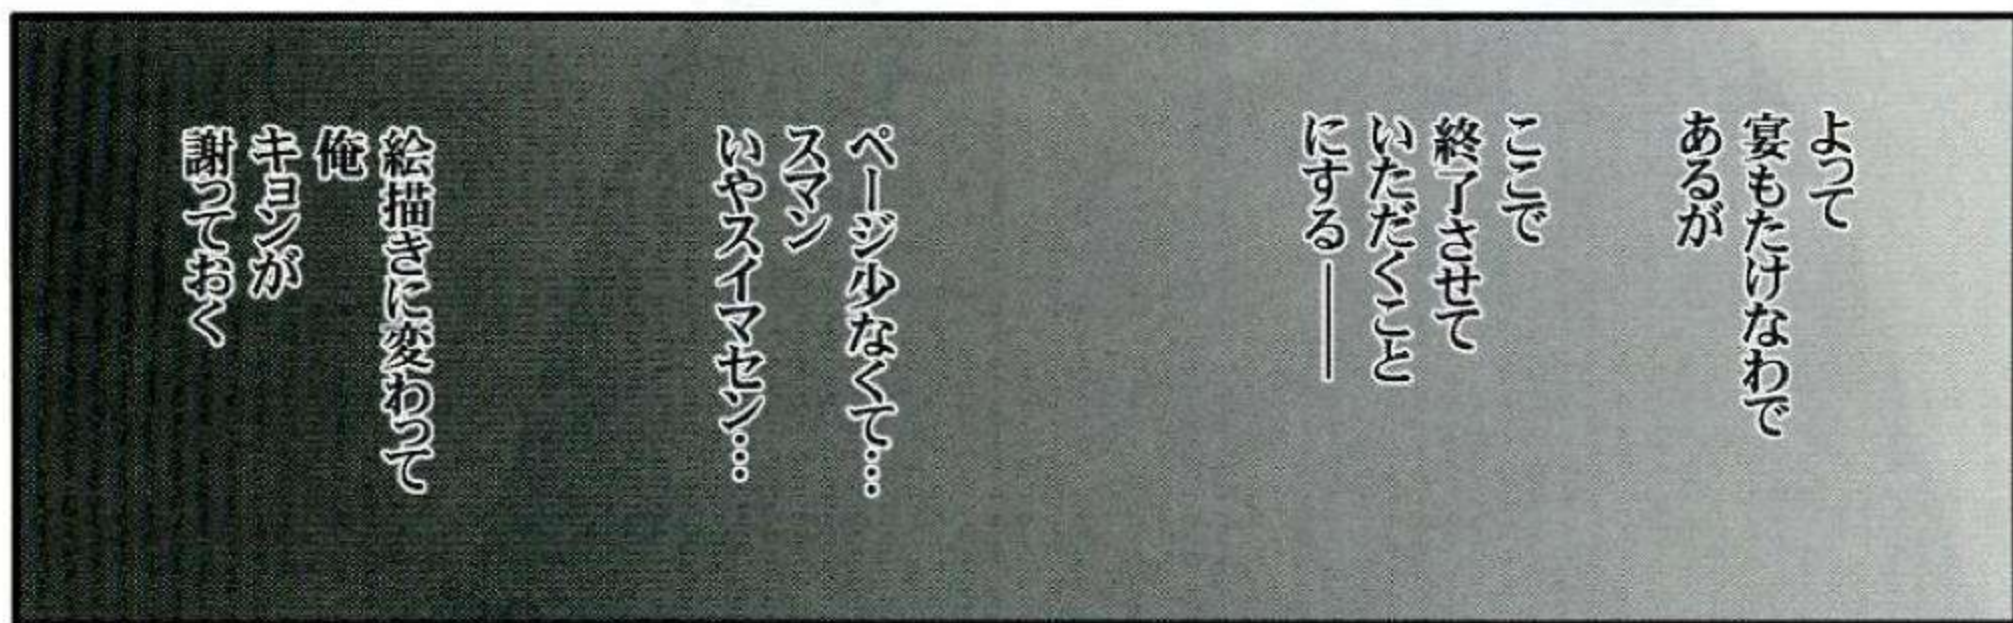 よって
宴もたけなわで
あるが
ここで
終了させて
いただくこと
にする――
ページ少なくて…
スマン
いやスイマセン…
絵描きに変わって
俺
キョンが
謝っておく